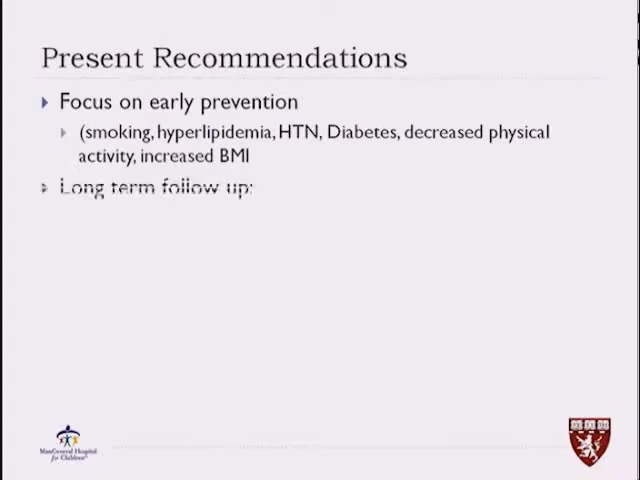 Present Recommendations
Focus on early prevention
(smoking, hyperlipidemia, HTN, Diabetes, decreased physical
activity, increased BMI
Long term follow up:
MassGeneral Hospital
for Children